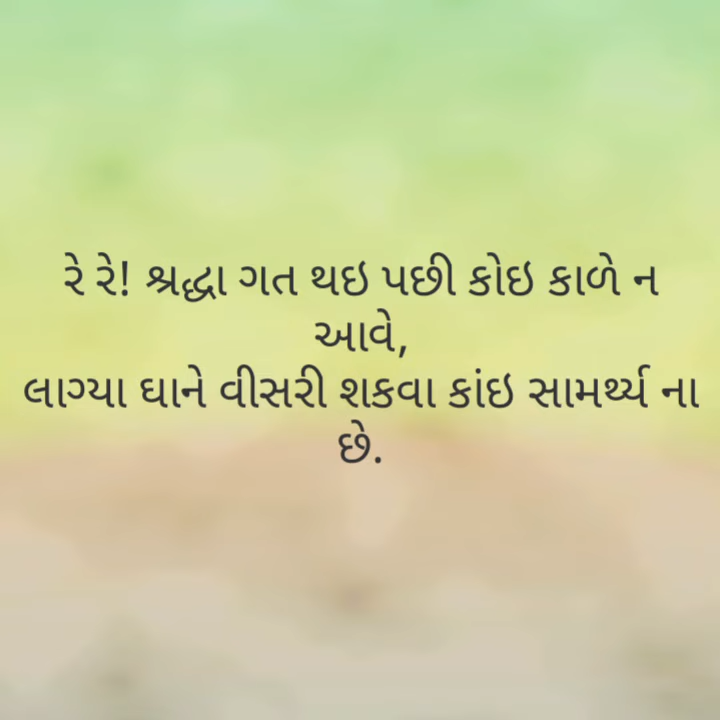 રે રે! શ્રદ્ધા ગત થઇ પછી કોઇ કાળે ન
આવે,
લાગ્યા ઘાને વીસરી શકવા કાંઇ સામર્થ્ય ના
છે.